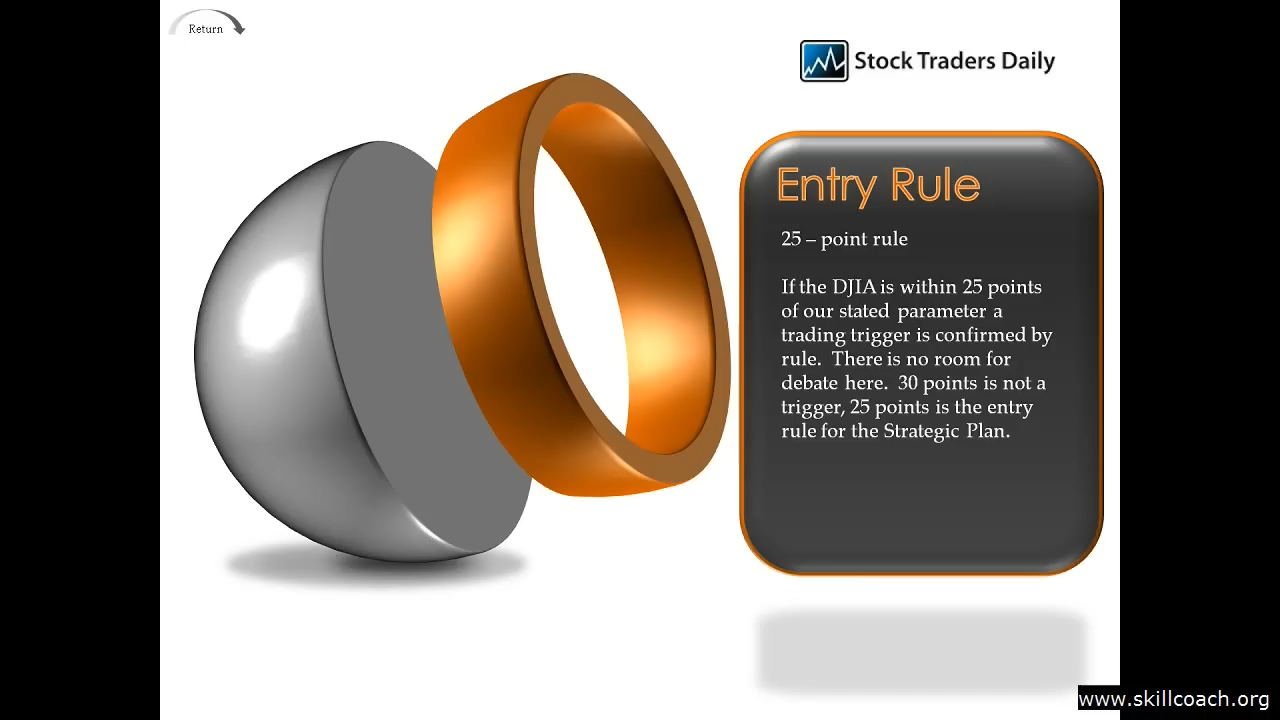 Return
Stock Traders Daily
Entry Rule
25 – point rule
If the DJIA is within 25 points
of our stated parameter a
trading trigger is confirmed by
rule.  There is no room for
debate here.  30 points is not a
trigger, 25 points is the entry
rule for the Strategic Plan.
www.skillcoach.org